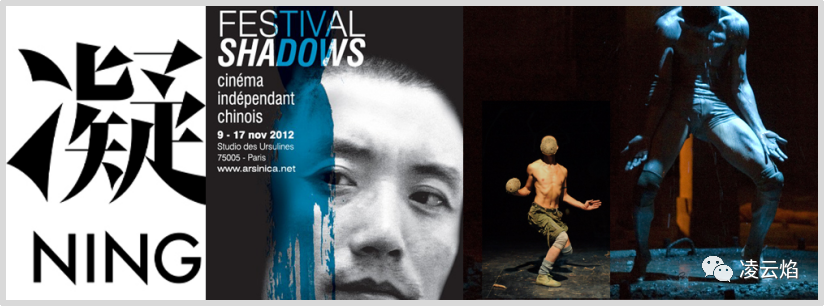 凝
NING
FESTIVAL
SHADOWS
cinéma
indépendant
chinois
9 - 17 nov 2012
Studio des Ursulines
75005 - Paris
www.arsinica.net
凌云焰